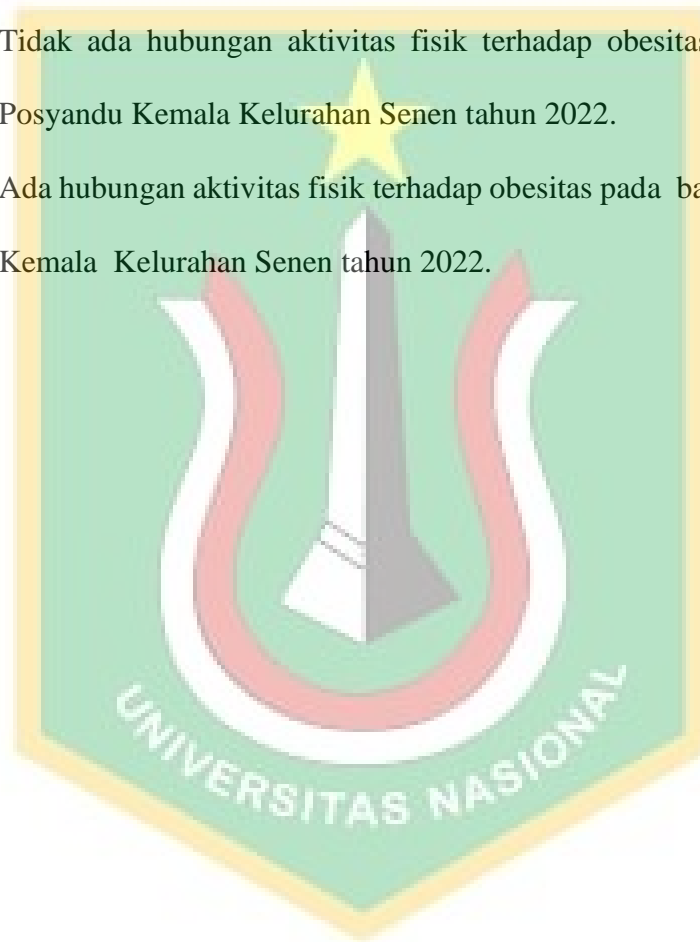 Tidak ada hubungan aktivitas fisik terhadap obesitas
Posyandu Kemala Kelurahan Senen tahun 2022.
Ada hubungan aktivitas fisik terhadap obesitas pada
Kemala Kelurahan Senen tahun 2022.
UNIVERSITAS NASIONAL